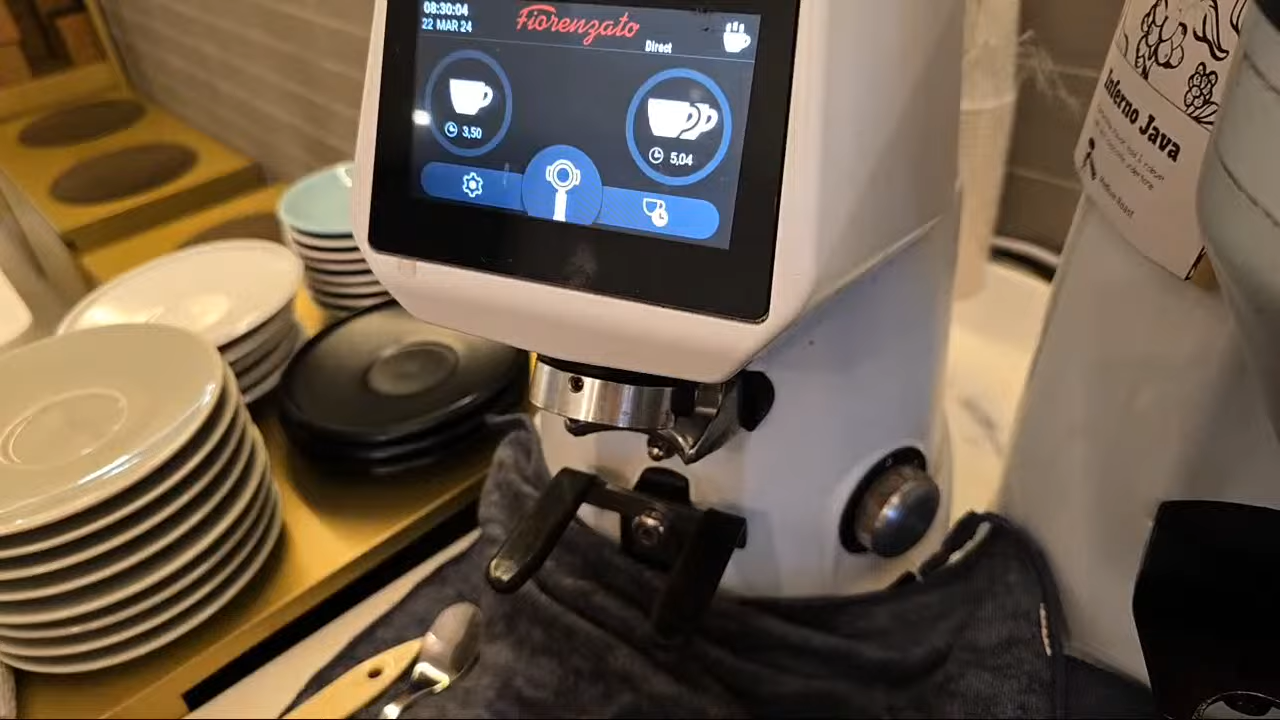 08:30:04
22 MAR 24
Fiorenzato
Direct
3,50
5,04
Inferno Java